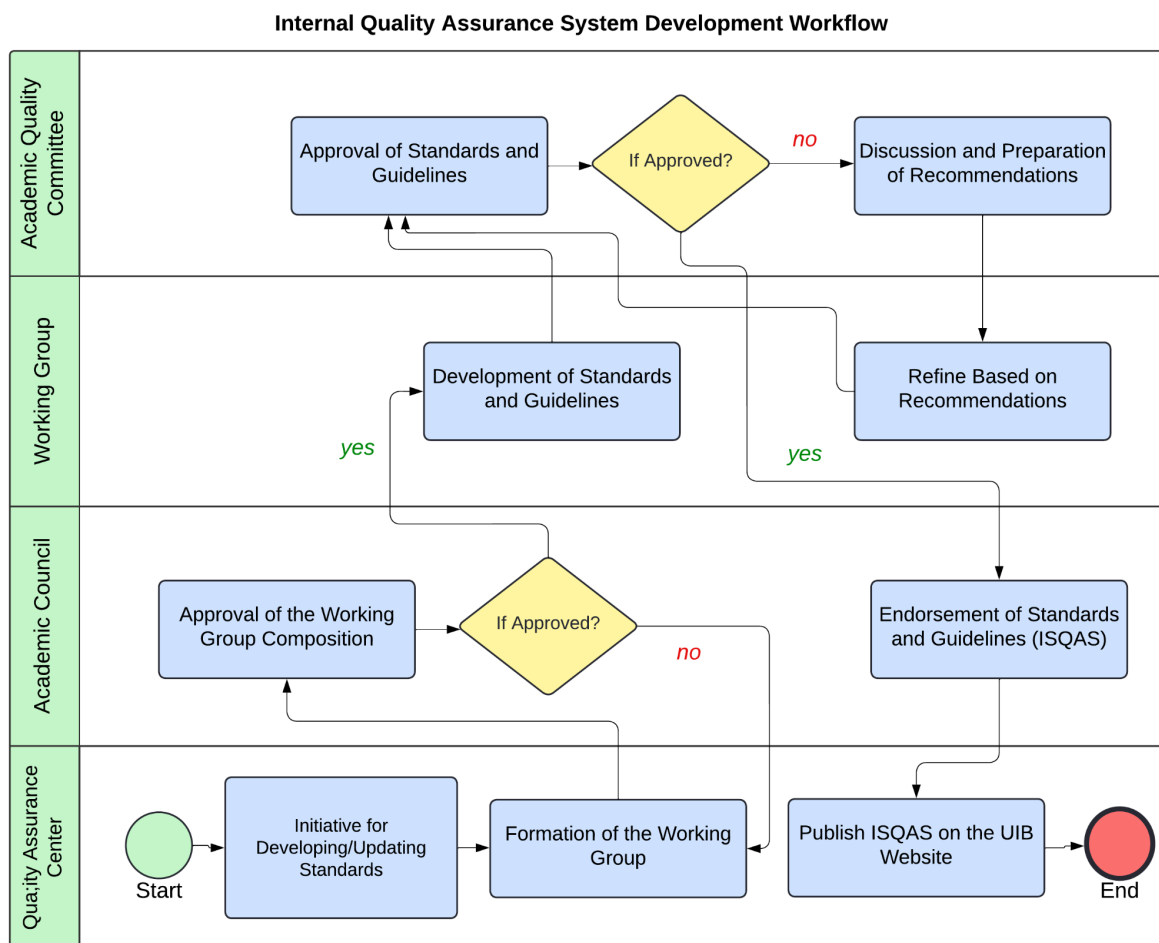 Internal Quality Assurance System Development Workflow
Academic Quality
Committee
Approval of Standards and
Guidelines
If Approved?
no
Discussion and Preparation
of Recommendations
Working Group
Development of Standards
and Guidelines
Refine Based on
Recommendations
yes
yes
Academic Council
Approval of the Working
Group Composition
If Approved?
no
Endorsement of Standards
and Guidelines (ISQAS)
Qua;ity Assurance
Center
Start
Initiative for
Developing/Updating
Standards
Formation of the Working
Group
Publish ISQAS on the UIB
Website
End